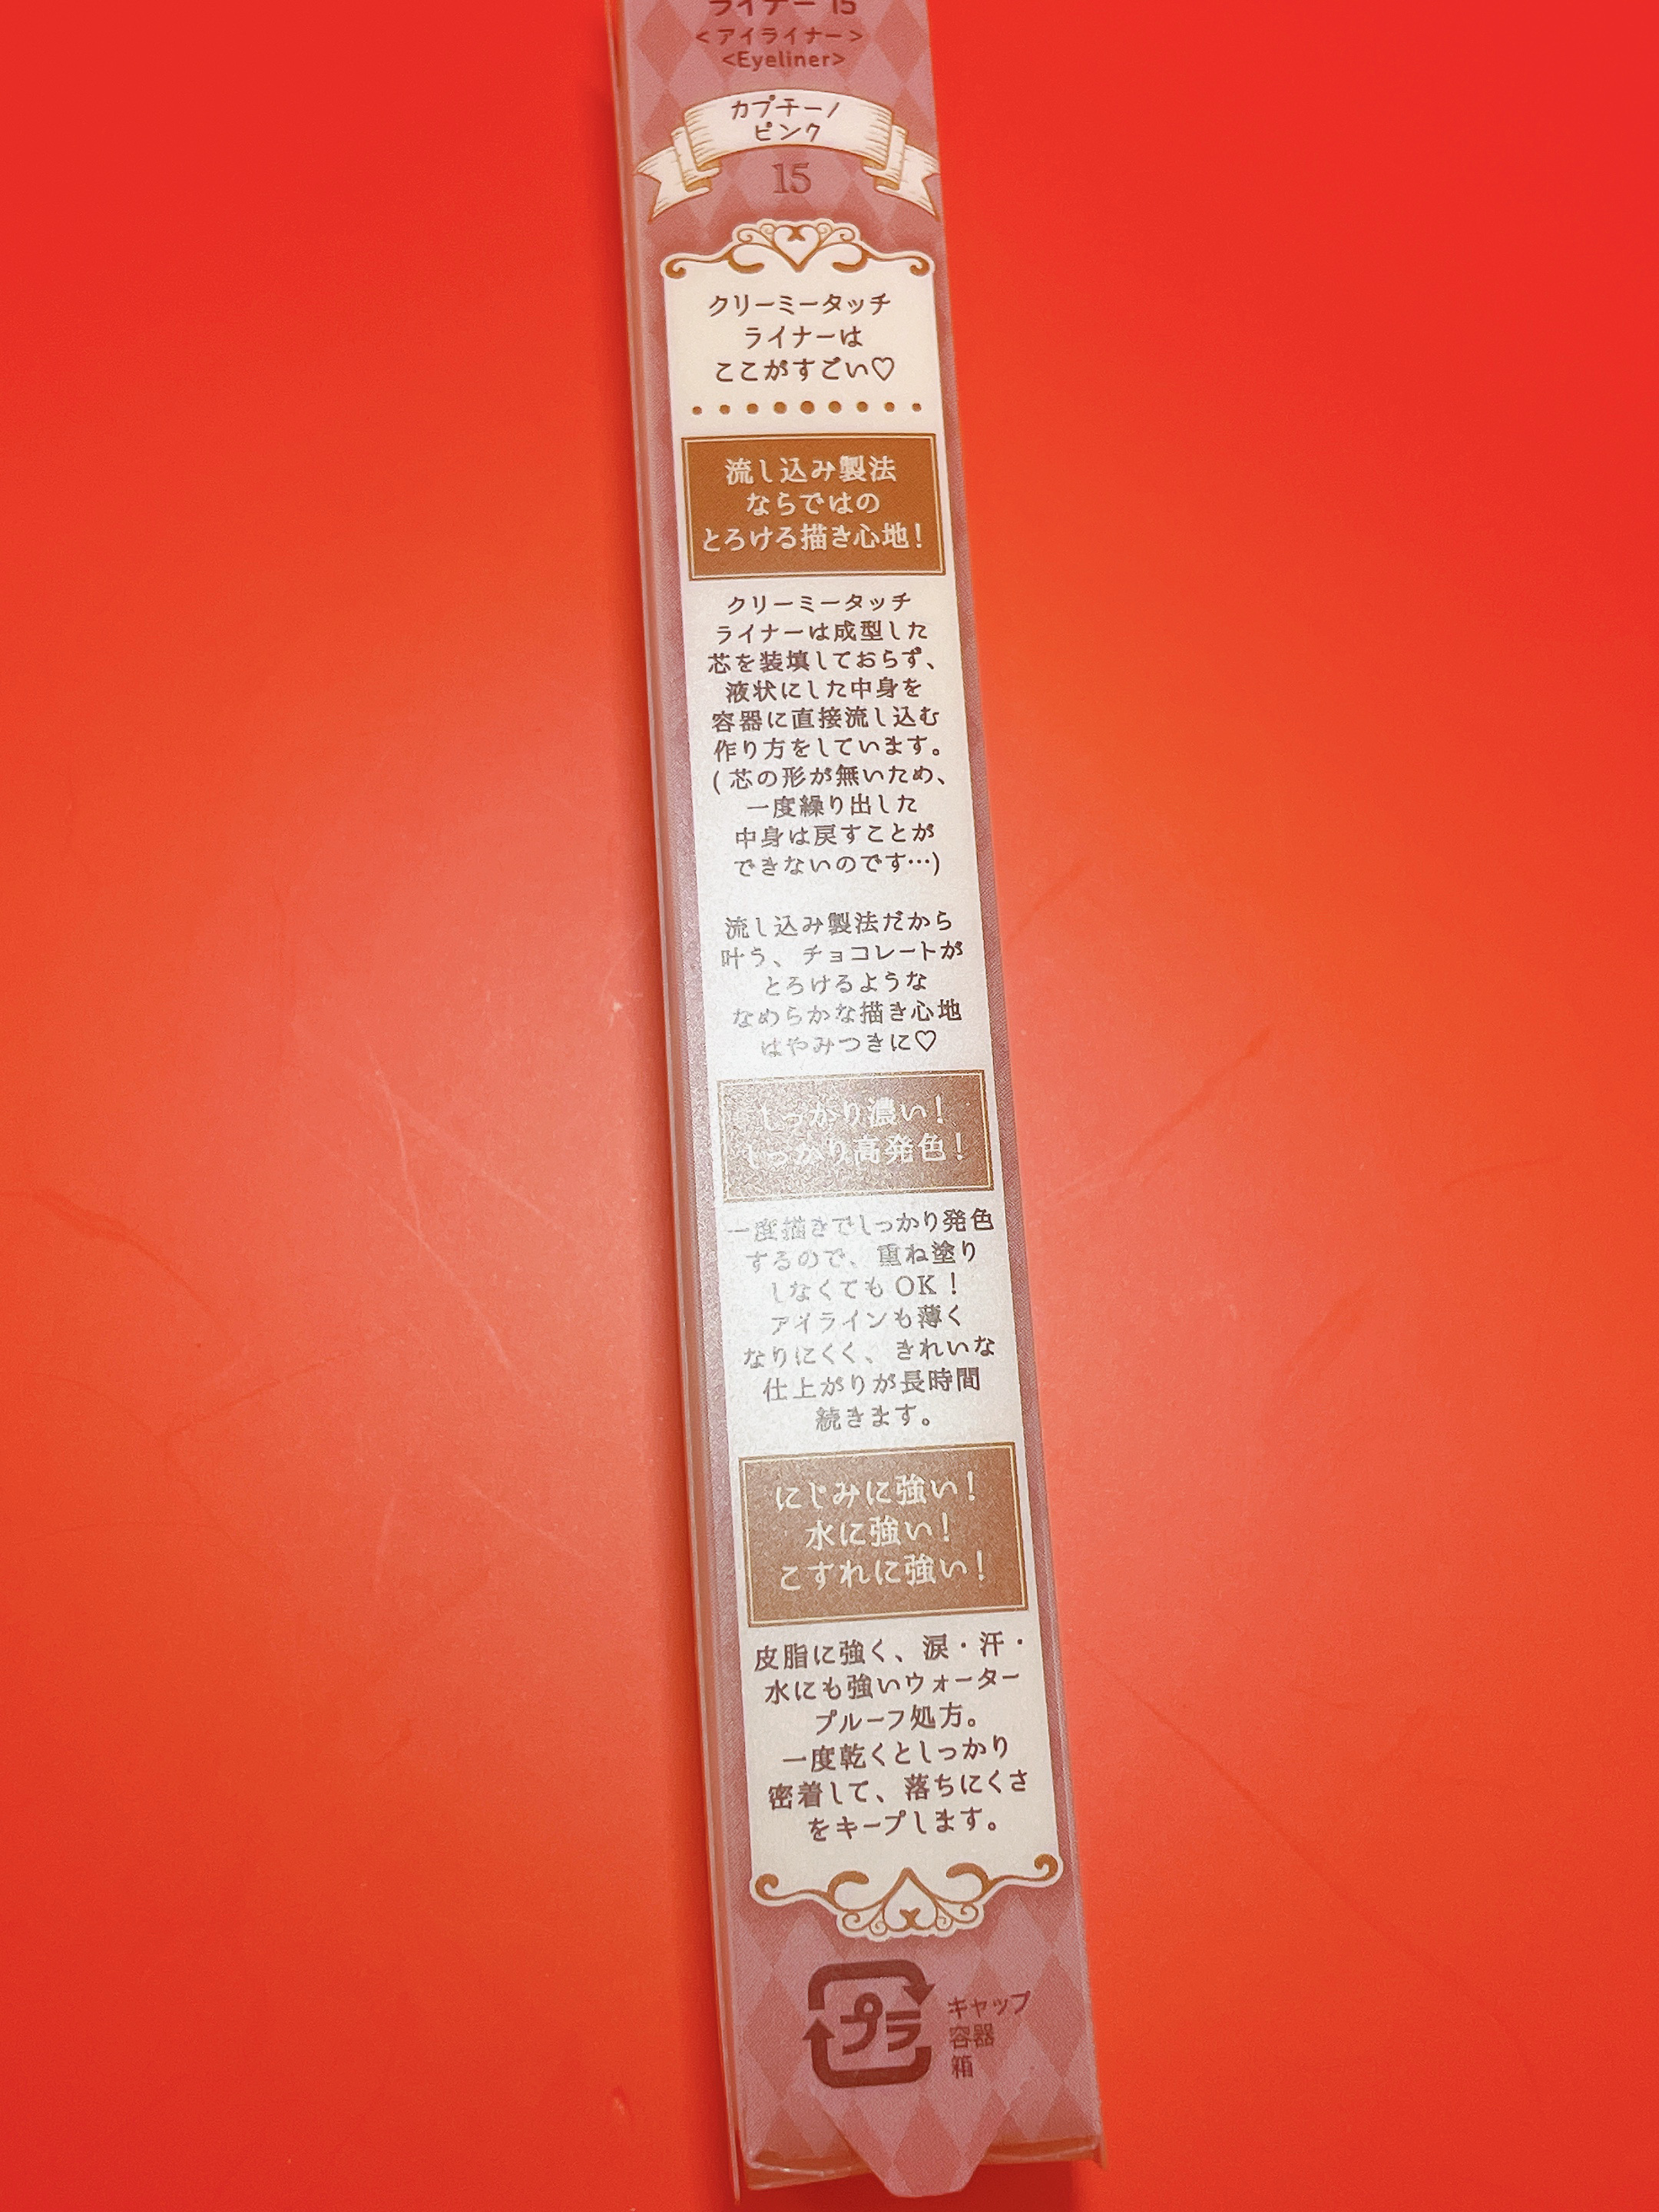 ライナー 15
<アイライナー>
<Eyeliner>
カプチーノ
ピンク
15
クリーミータッチ
ライナーは
ここがすごい♡
流し込み製法
ならではの
とろける描き心地！
クリーミータッチ
ライナーは成型した
芯を装填しておらず、
液状にした中身を
容器に直接流し込む
作り方をしています。
(芯の形が無いため、
一度繰り出した
中身は戻すことが
できないのです…)
流し込み製法だから
叶う、チョコレートが
とろけるような
なめらかな描き心地
はやみつきに♡
しっかり濃い！
しっかり高発色！
一度描きでしっかり発色
するので、重ね塗り
しなくてもOK！
アイラインも薄く
なりにくく、きれいな
仕上がりが長時間
続きます。
にじみに強い！
水に強い！
こすれに強い！
皮脂に強く、涙・汗・
水にも強いウォーター
プルーフ処方。
一度乾くとしっかり
密着して、落ちにくさ
をキープします。
プラ
キャップ
容器
箱